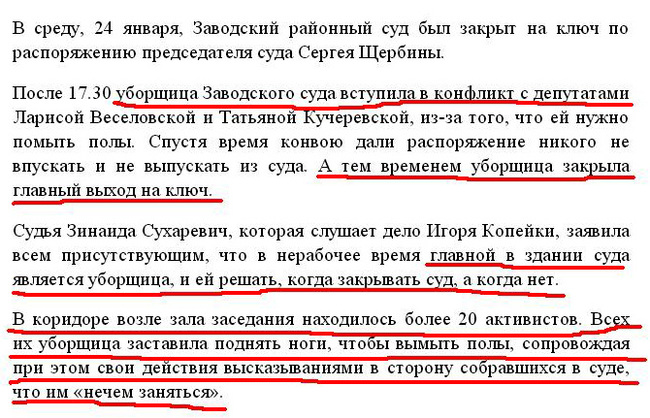 В среду, 24 января, Заводский районный суд был закрыт на ключ по
распоряжению председателя суда Сергея Щербины.
После 17.30 уборщица Заводского суда вступила в конфликт с депутатами
Ларисой Веселовской и Татьяной Кучеревской, из-за того, что ей нужно
помыть полы. Спустя время конвою дали распоряжение никого не
впускать и не выпускать из суда. А тем временем уборщица закрыла
главный выход на ключ.
Судья Зинаида Сухаревич, которая слушает дело Игоря Копейки, заявила
всем присутствующим, что в нерабочее время главной в здании суда
является уборщица, и ей решать, когда закрывать суд, а когда нет.
В коридоре возле зала заседания находилось более 20 активистов. Всех
их уборщица заставила поднять ноги, чтобы вымыть полы, сопровождая
при этом свои действия высказываниями в сторону собравшихся в суде,
что им «нечем заняться».